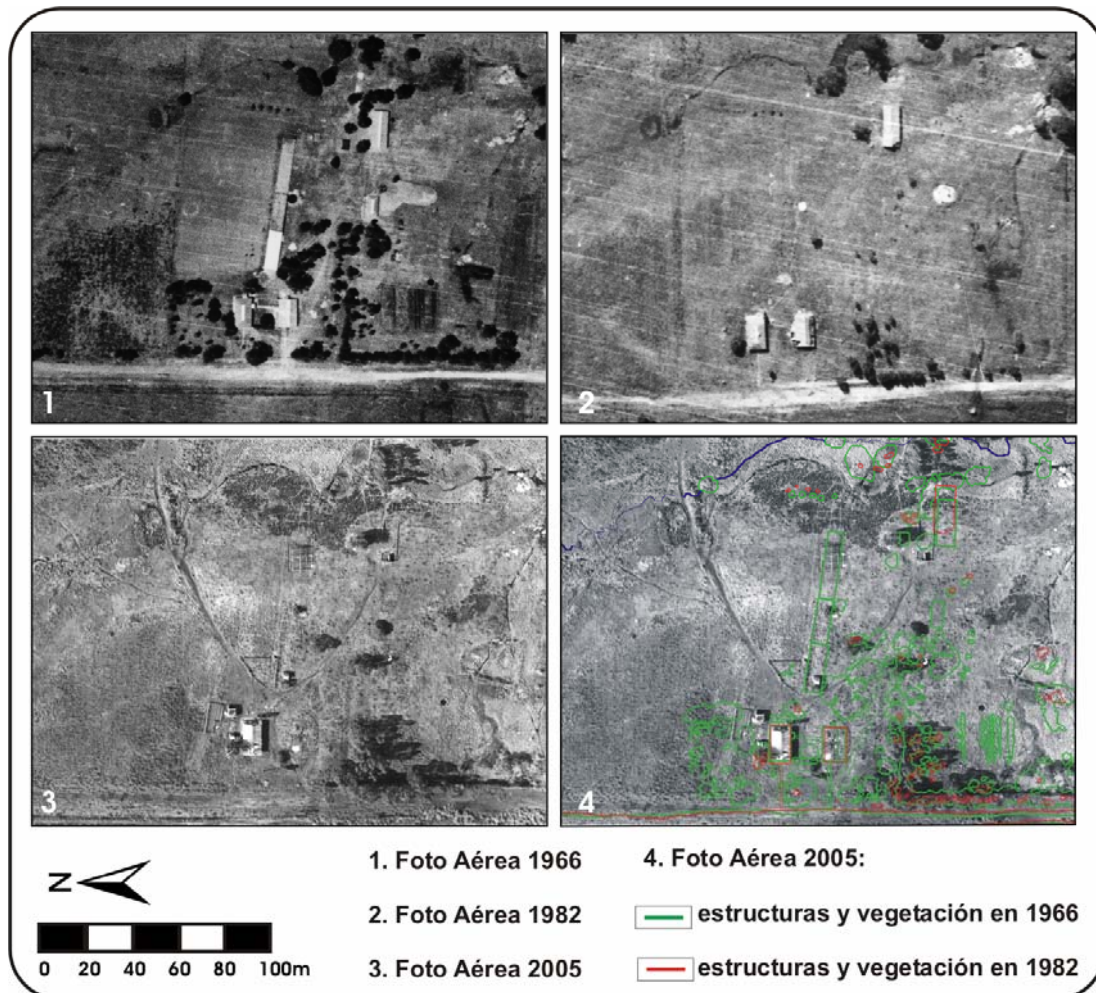 1
2
3
4
N
0 20 40 60 80 100m
1. Foto Aérea 1966
2. Foto Aérea 1982
3. Foto Aérea 2005
4. Foto Aérea 2005:
estructuras y vegetación en 1966
estructuras y vegetación en 1982